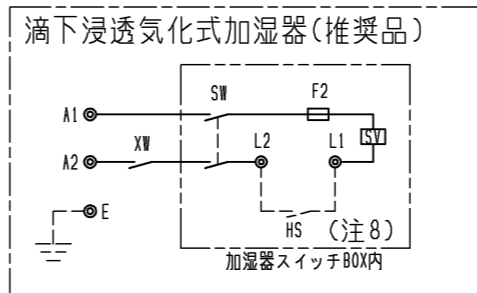 滴下浸透気化式加湿器(推奨品)
SW
F2
A1
SV
XW
L2
L1
A2
E
HS
(注8)
加湿器スイッチBOX内